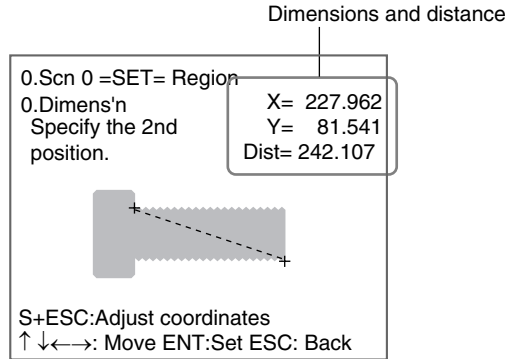 Dimensions and distance
0.Scn 0 =SET= Region
0.Dimens'n
X= 227.962
Specify the 2nd
Y= 81.541
position.
Dist= 242.107
S+ESC:Adjust coordinates
↑ ↓←→: Move ENT:Set ESC: Back